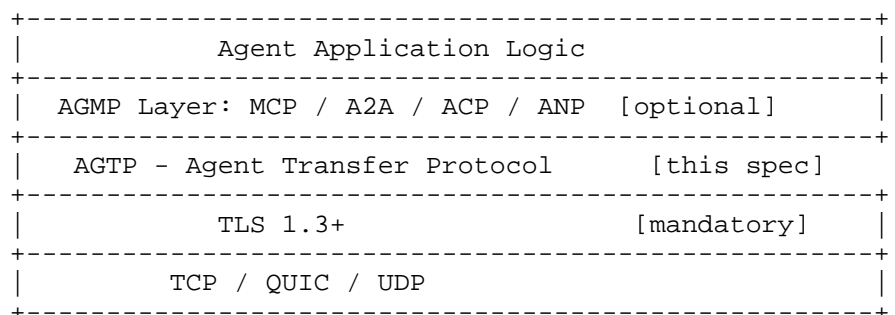 +-----------------------------------------------------+
|            Agent Application Logic                  |
+-----------------------------------------------------+
|  AGMP Layer: MCP / A2A / ACP / ANP  [optional]      |
+-----------------------------------------------------+
|   AGTP - Agent Transfer Protocol      [this spec]
+-----------------------------------------------------+
|            TLS 1.3+                  [mandatory]    |
+-----------------------------------------------------+
|         TCP / QUIC / UDP                            |
+-----------------------------------------------------+